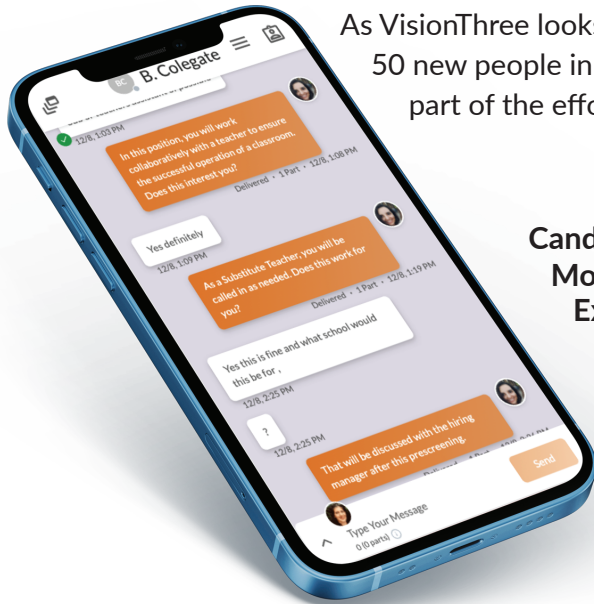 As VisionThree looks
50 new people in
part of the effo
Cand
Mo
Ex
BC
B. Colegate
12/8, 1:03 PM
In this position, you will work
collaboratively with a teacher to ensure
the successful operation of a classroom.
Does this interest you?
Delivered • 1 Part • 12/8, 1:08 PM
Yes definitely
12/8, 1:09 PM
As a Substitute Teacher, you will be
called in as needed. Does this work for
you?
Delivered • 1 Part • 12/8, 1:19 PM
Yes this is fine and what school would
this be for ,
12/8, 2:25 PM
?
12/8, 2:25 PM
That will be discussed with the hiring
manager after this prescreening.
Send
Type Your Message
0 (0 parts)